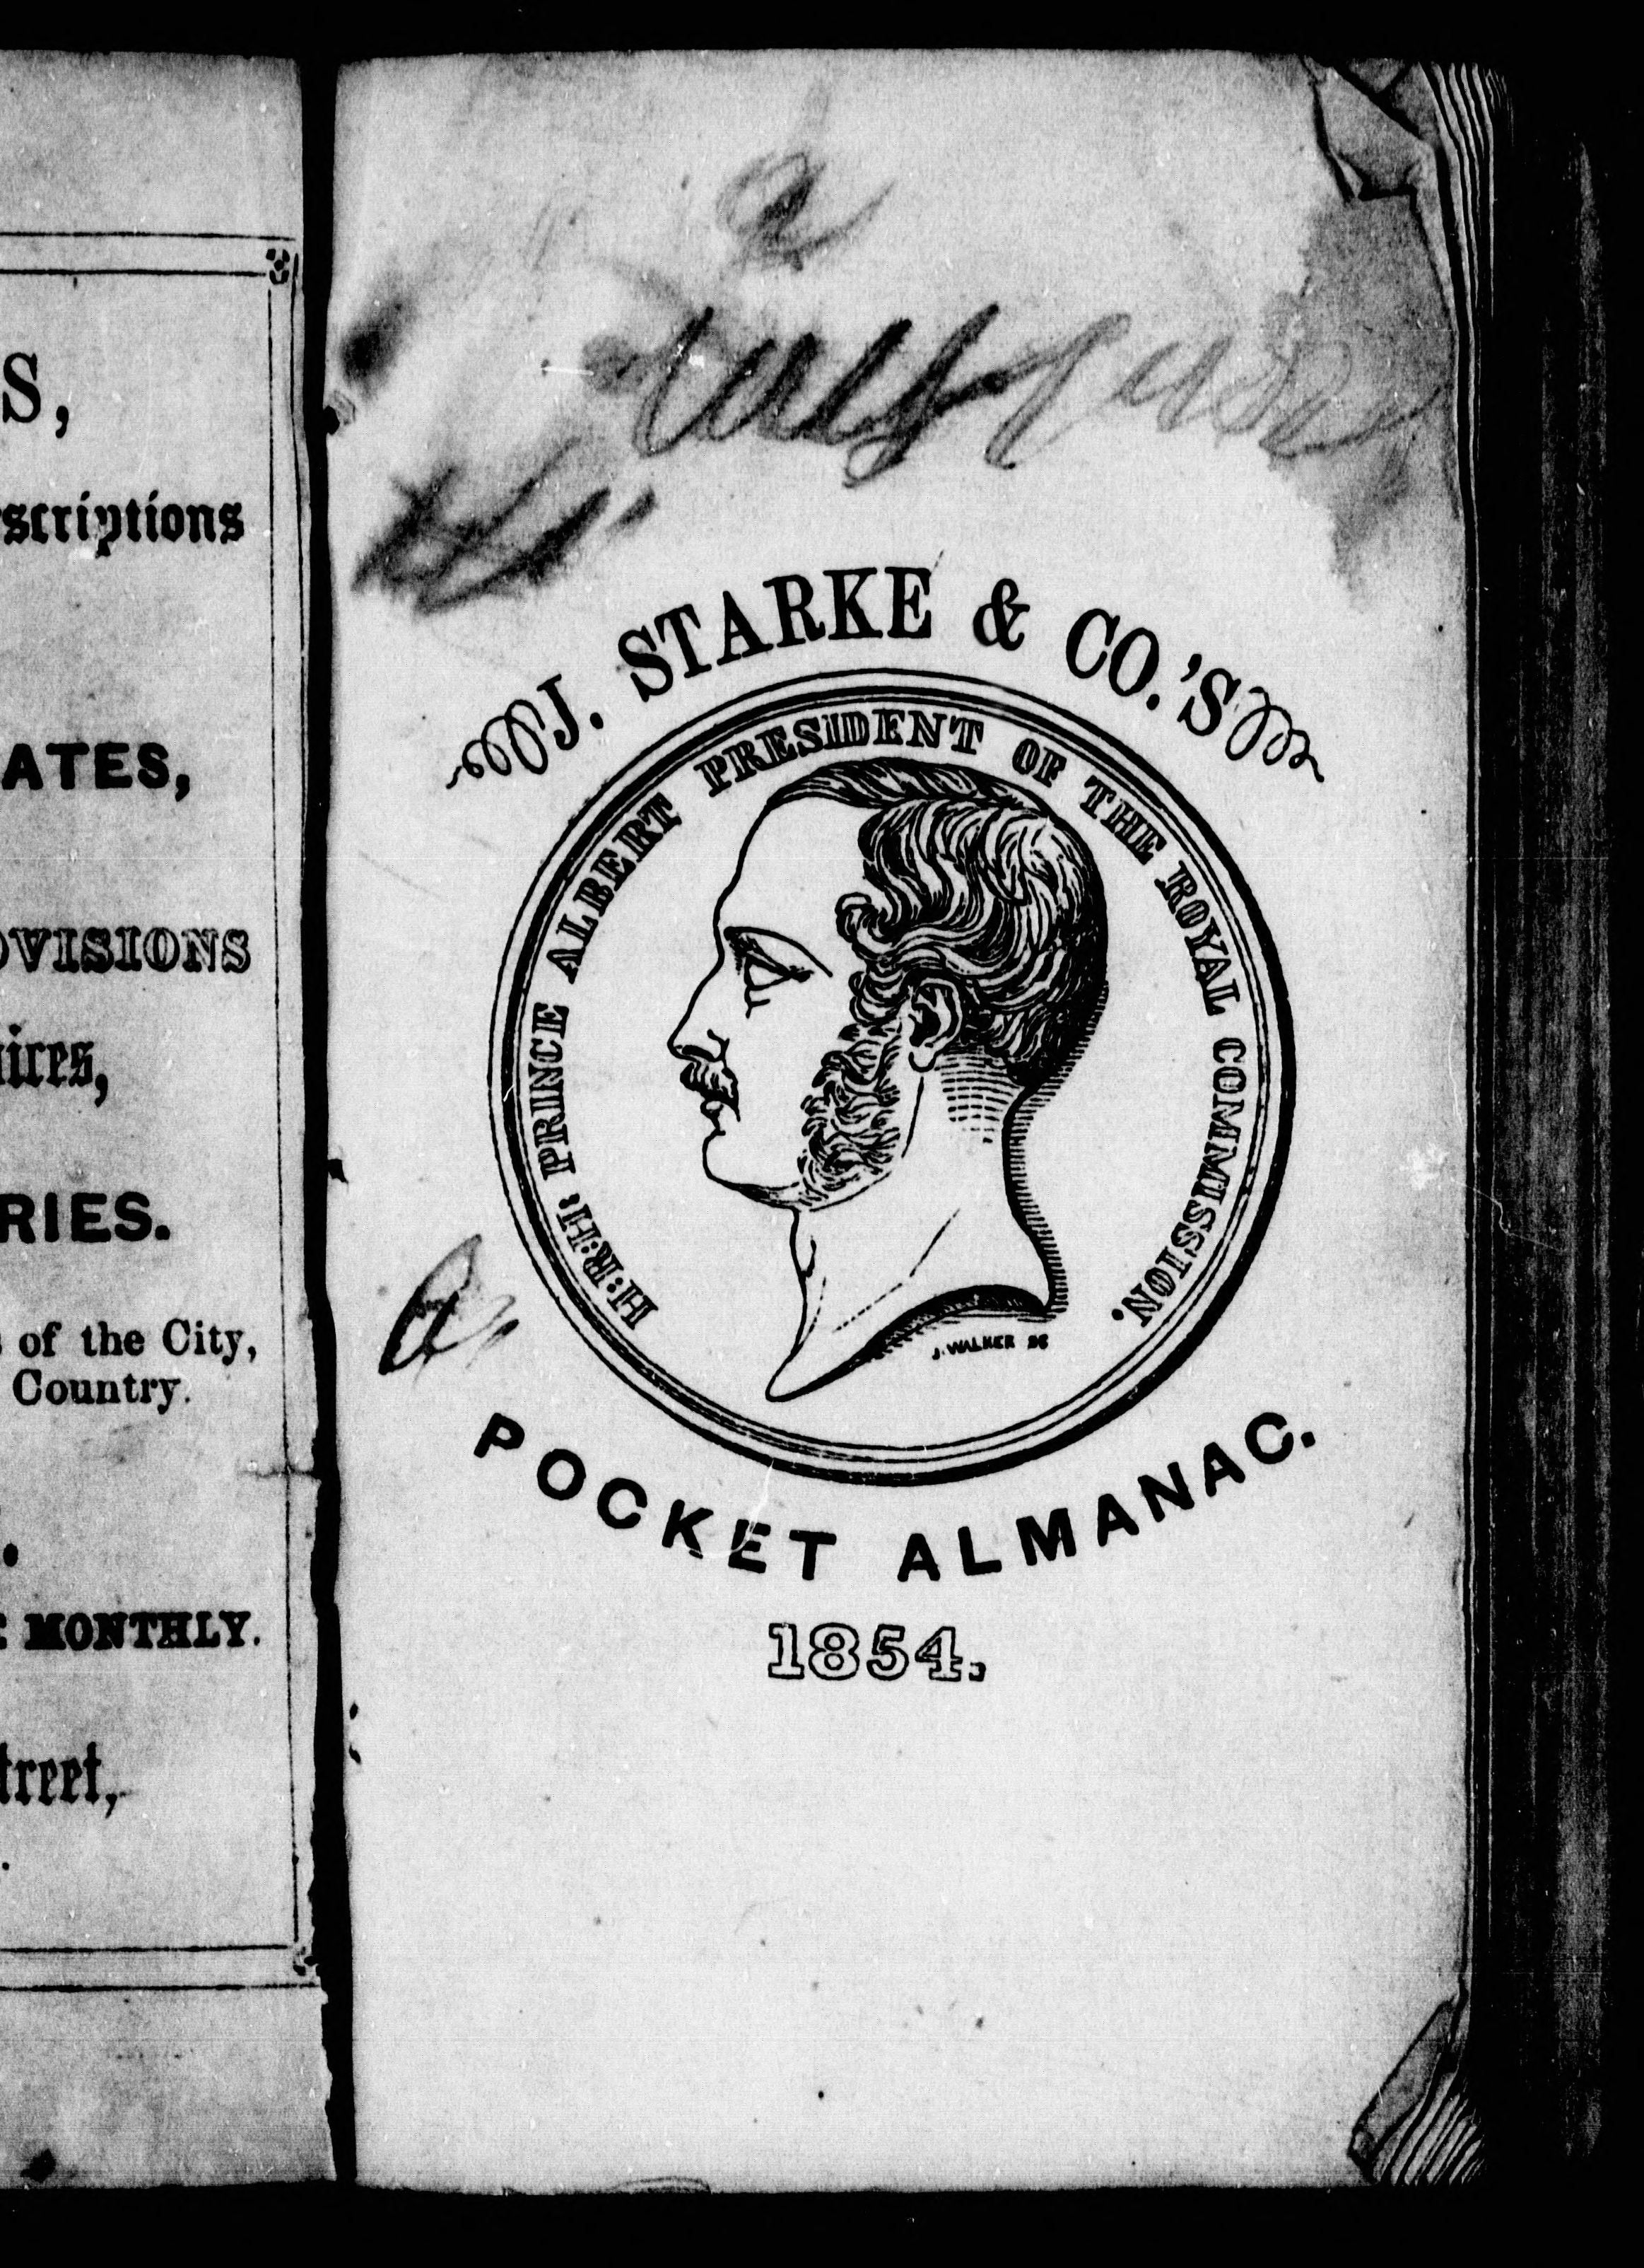 S,
scriptions
ATES,
OVISIONS
RIES.
of the City,
Country.
MONTHLY.
treet,
J. STARKE & CO.'S
H:R:H: PRINCE ALBERT PRESIDENT OF THE ROYAL COMMISSION.
J. WALKER SC
POCKET ALMANAC.
1854.